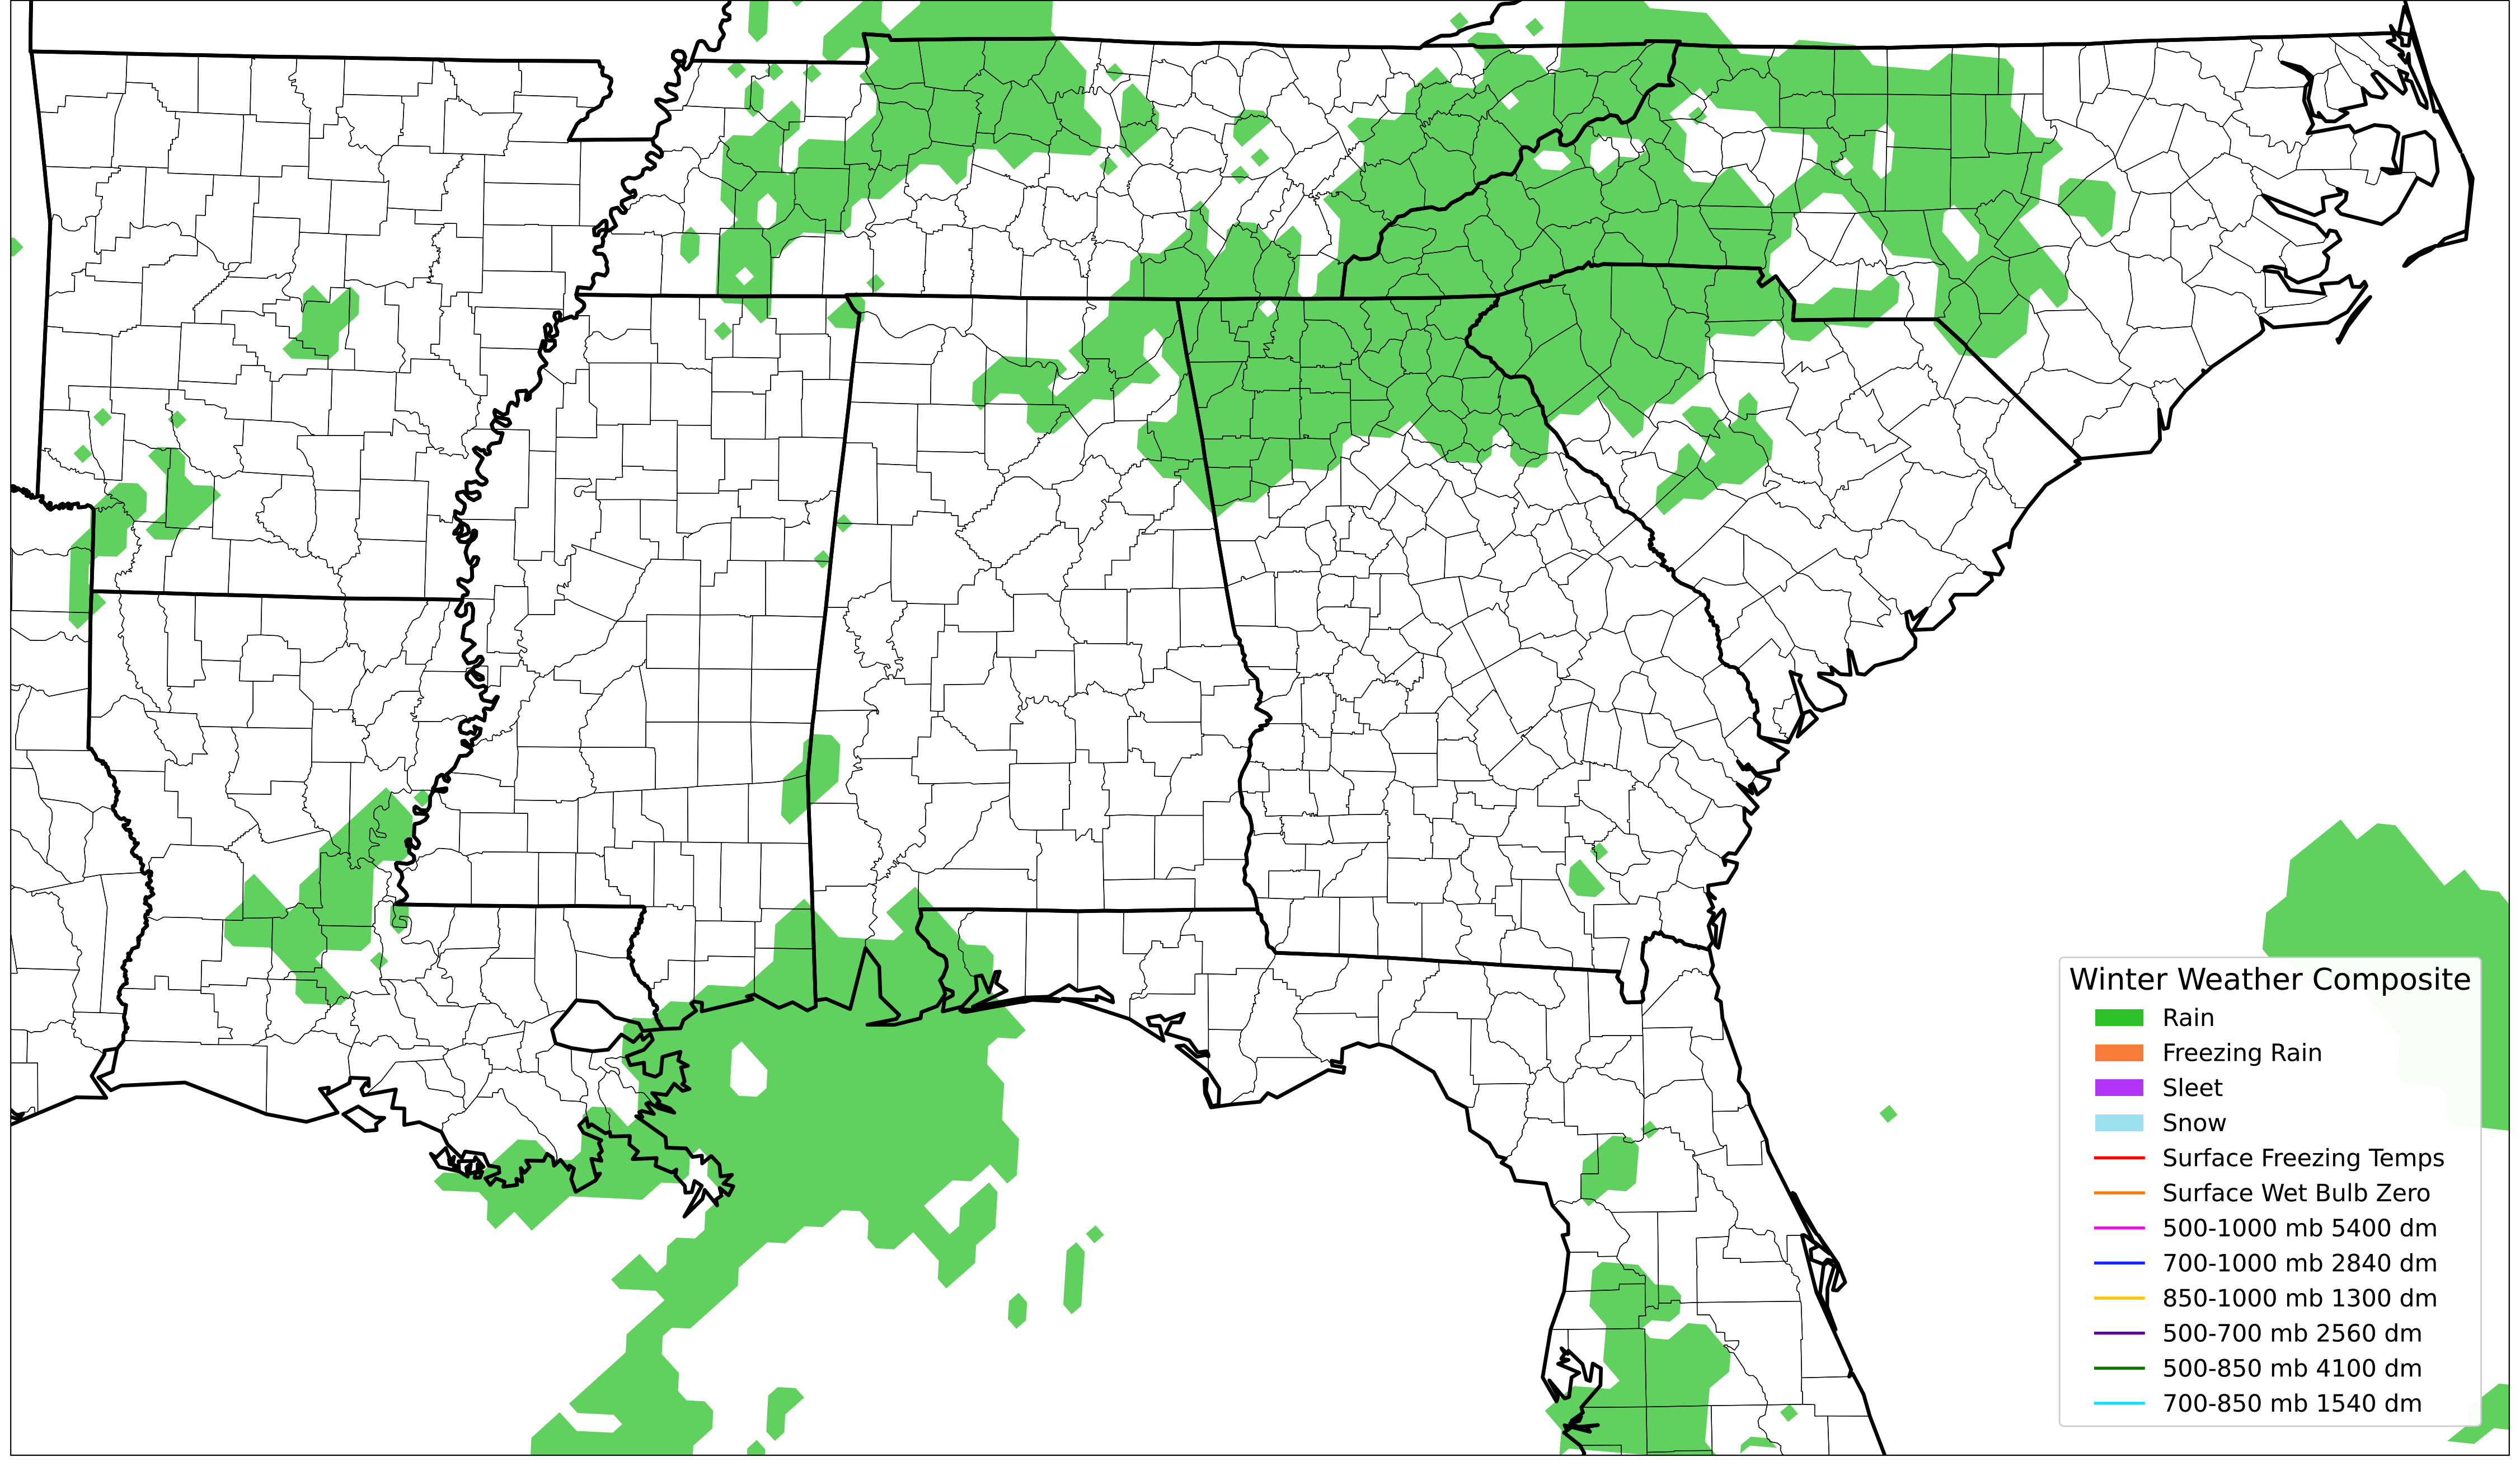 Winter Weather Composite
Rain
Freezing Rain
Sleet
Snow
Surface Freezing Temps
Surface Wet Bulb Zero
500-1000 mb 5400 dm
700-1000 mb 2840 dm
850-1000 mb 1300 dm
500-700 mb 2560 dm
500-850 mb 4100 dm
700-850 mb 1540 dm